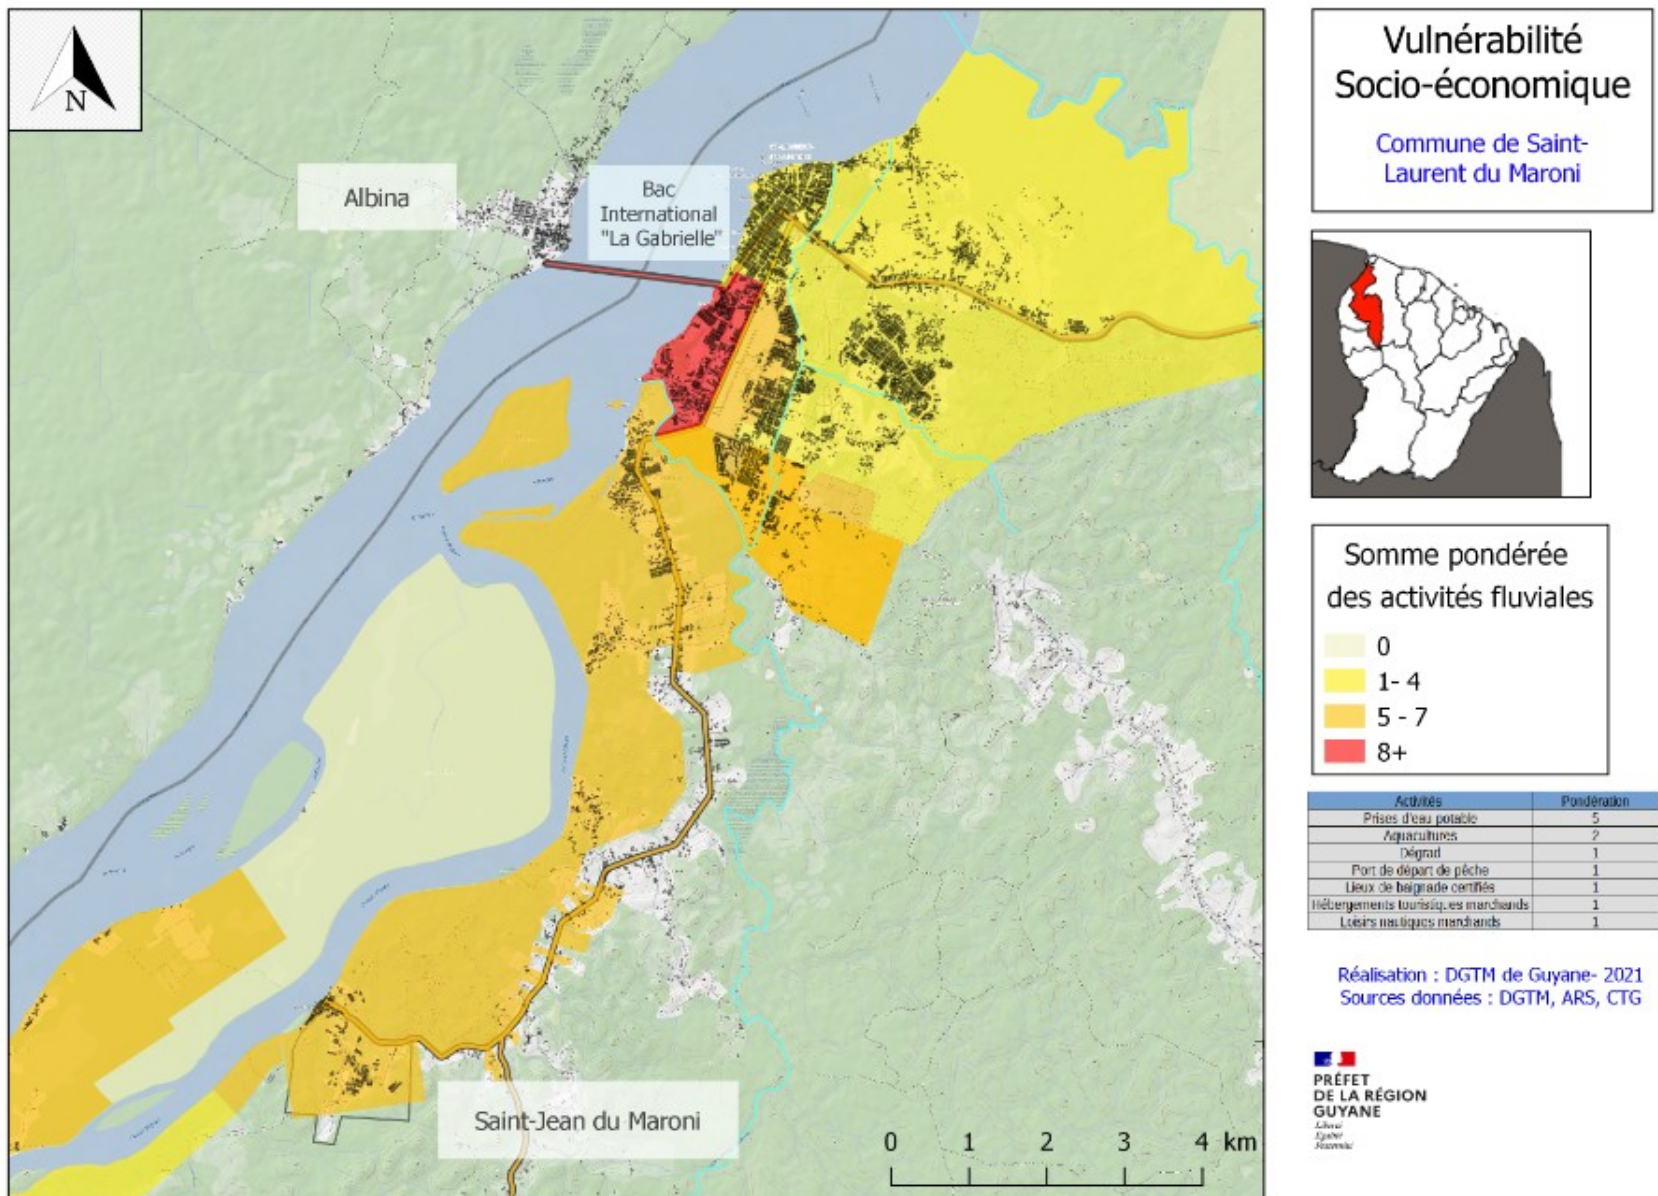 N
Albina
Bac
International
"La Gabrielle"
Saint-Jean du Maroni
0 1 2 3 4 km
Vulnérabilité
Socio-économique
Commune de Saint-
Laurent du Maroni
Somme pondérée
des activités fluviales
0
1- 4
5 - 7
8+
Activités Pondération
Prises d'eau potable 5
Aquacultures 2
Dégrad 1
Port de départ de pêche 1
Lieux de baignade certifiés 1
Hébergements touristiques marchands 1
Loisirs nautiques marchands 1
Réalisation : DGTM de Guyane- 2021
Sources données : DGTM, ARS, CTG
PRÉFET
DE LA RÉGION
GUYANE
Liberté
Égalité
Fraternité